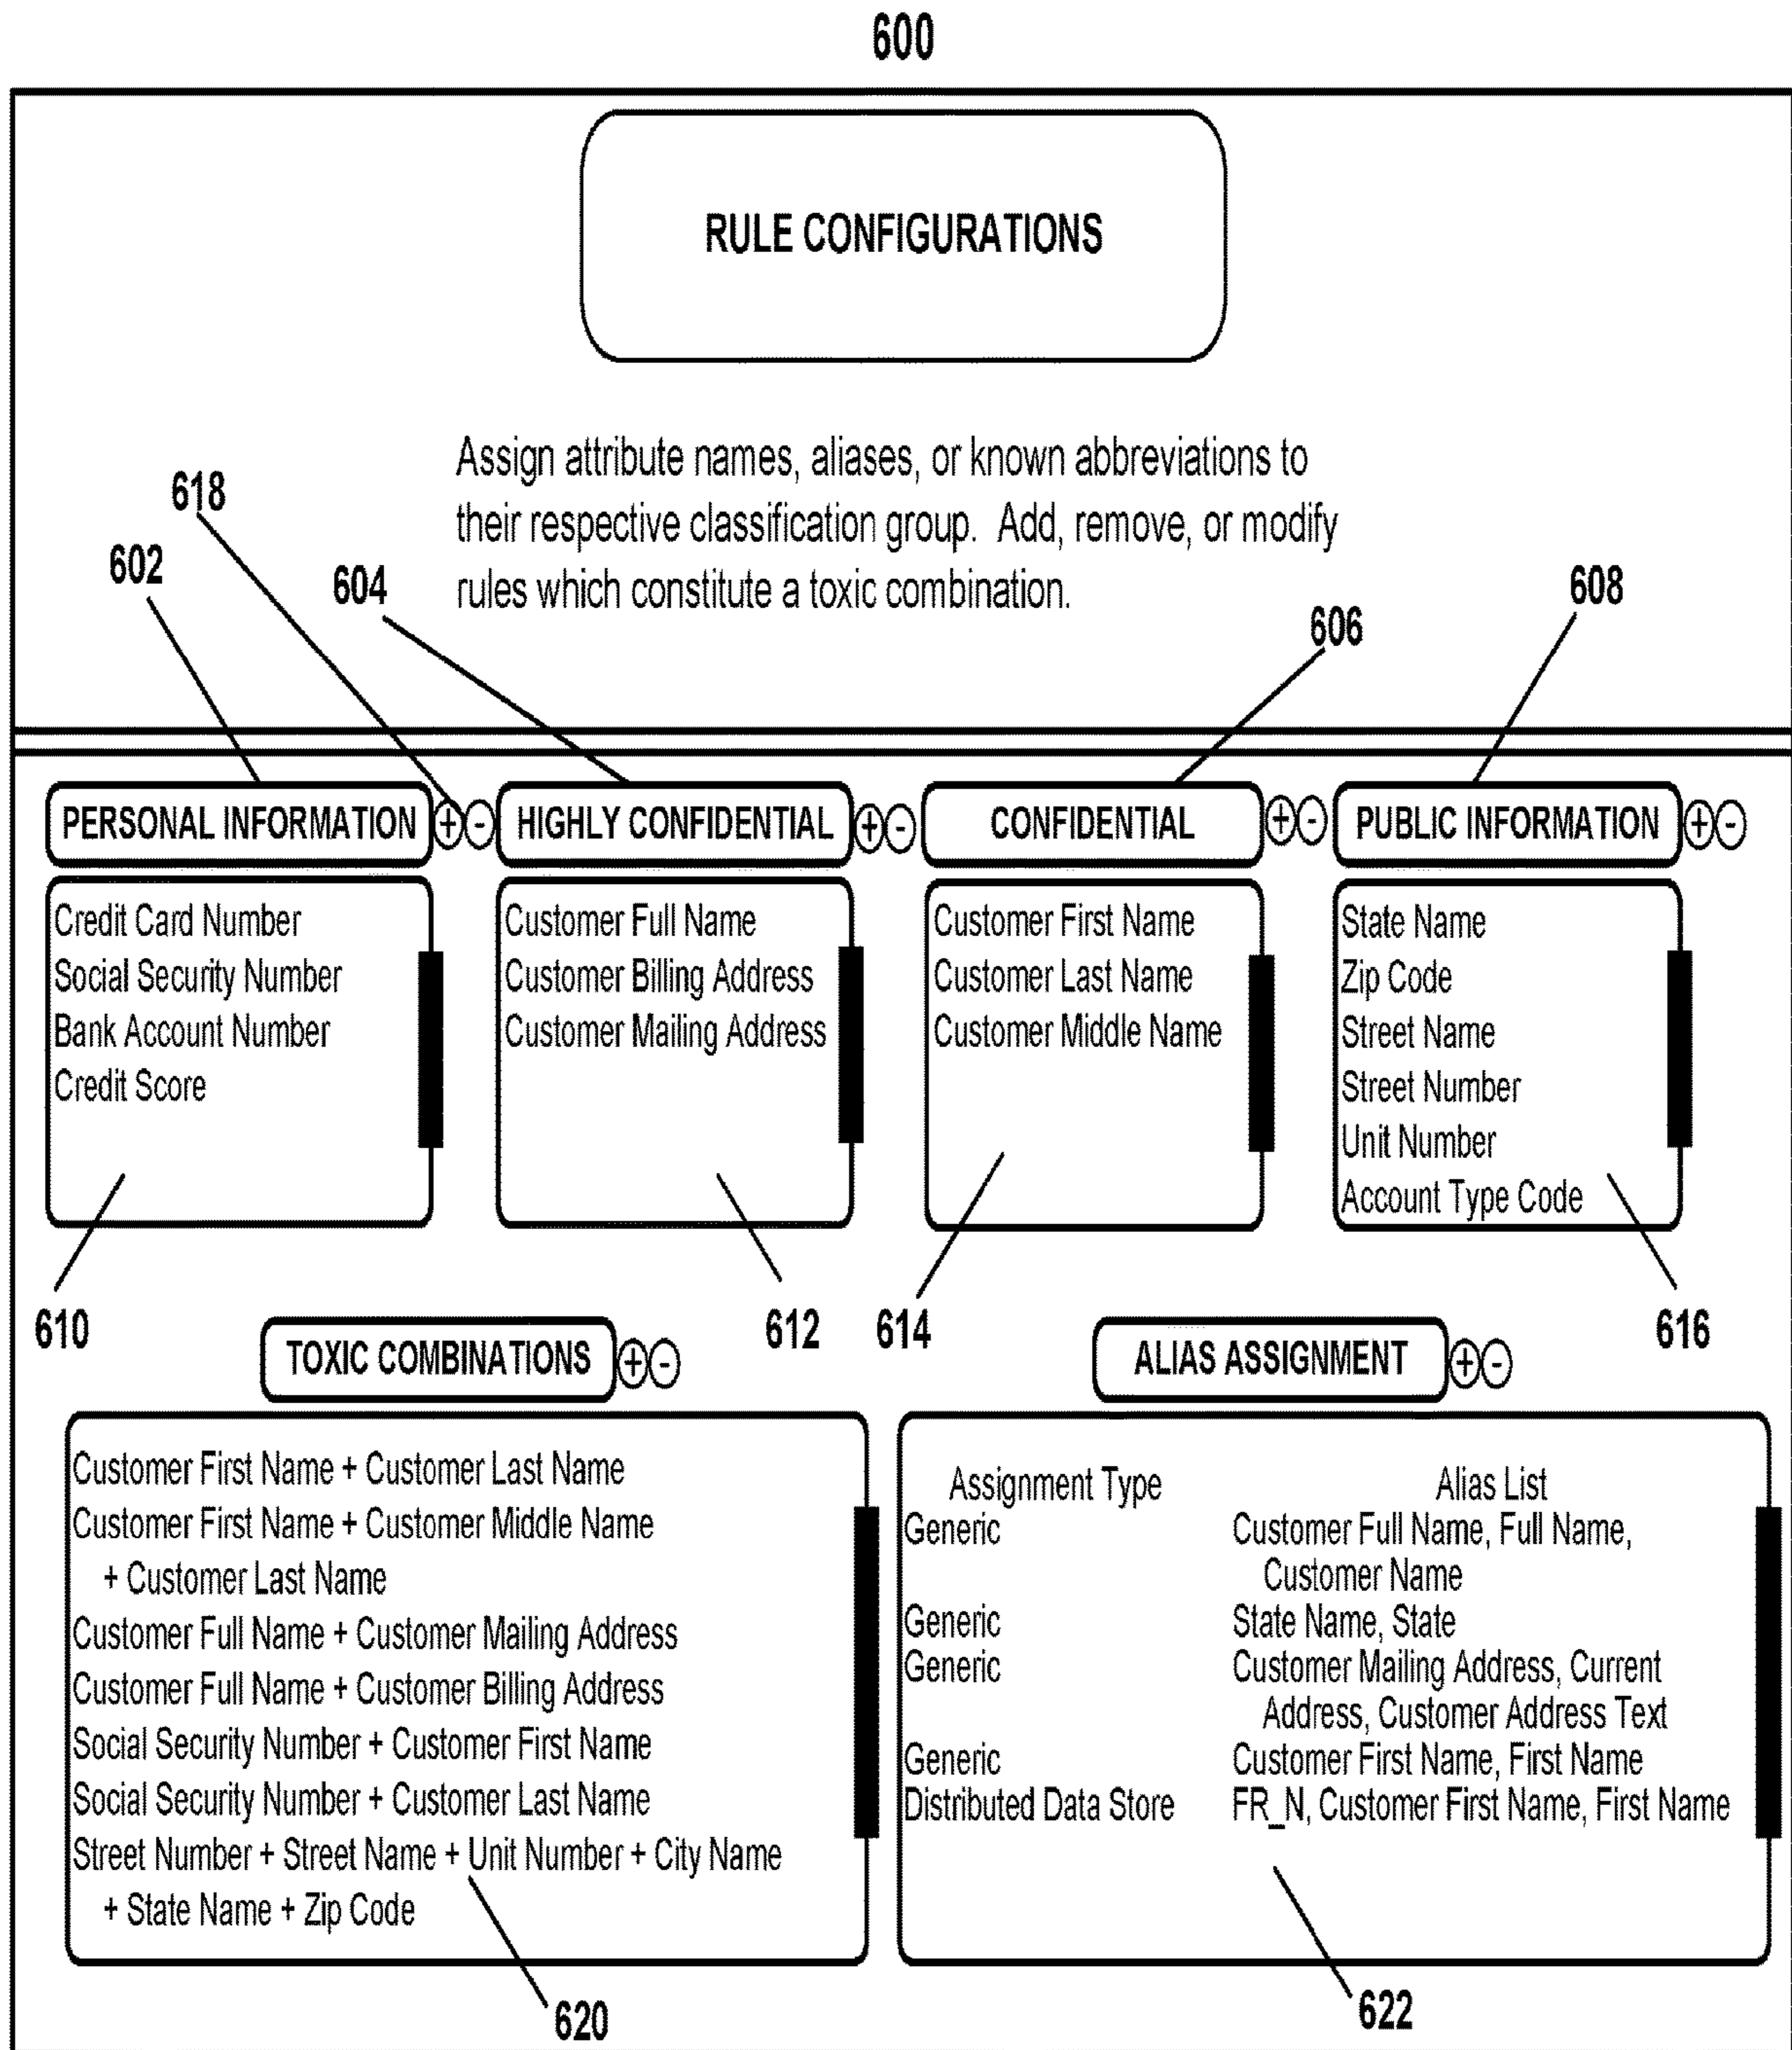 600
RULE CONFIGURATIONS
Assign attribute names, aliases, or known abbreviations to
their respective classification group. Add, remove, or modify
rules which constitute a toxic combination.
618
602
604
606
608
PERSONAL INFORMATION + -
HIGHLY CONFIDENTIAL + -
CONFIDENTIAL + -
PUBLIC INFORMATION + -
Credit Card Number
Social Security Number
Bank Account Number
Credit Score
Customer Full Name
Customer Billing Address
Customer Mailing Address
Customer First Name
Customer Last Name
Customer Middle Name
State Name
Zip Code
Street Name
Street Number
Unit Number
Account Type Code
610
612
614
616
TOXIC COMBINATIONS + -
Customer First Name + Customer Last Name
Customer First Name + Customer Middle Name
+ Customer Last Name
Customer Full Name + Customer Mailing Address
Customer Full Name + Customer Billing Address
Social Security Number + Customer First Name
Social Security Number + Customer Last Name
Street Number + Street Name + Unit Number + City Name
+ State Name + Zip Code
620
ALIAS ASSIGNMENT + -
Assignment Type Alias List
Generic Customer Full Name, Full Name,
Customer Name
Generic State Name, State
Generic Customer Mailing Address, Current
Address, Customer Address Text
Generic Customer First Name, First Name
Distributed Data Store FR_N, Customer First Name, First Name
622